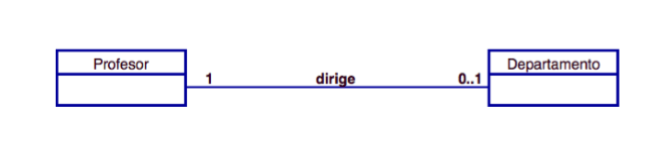 Profesor
Departamento
1
dirige
0..1